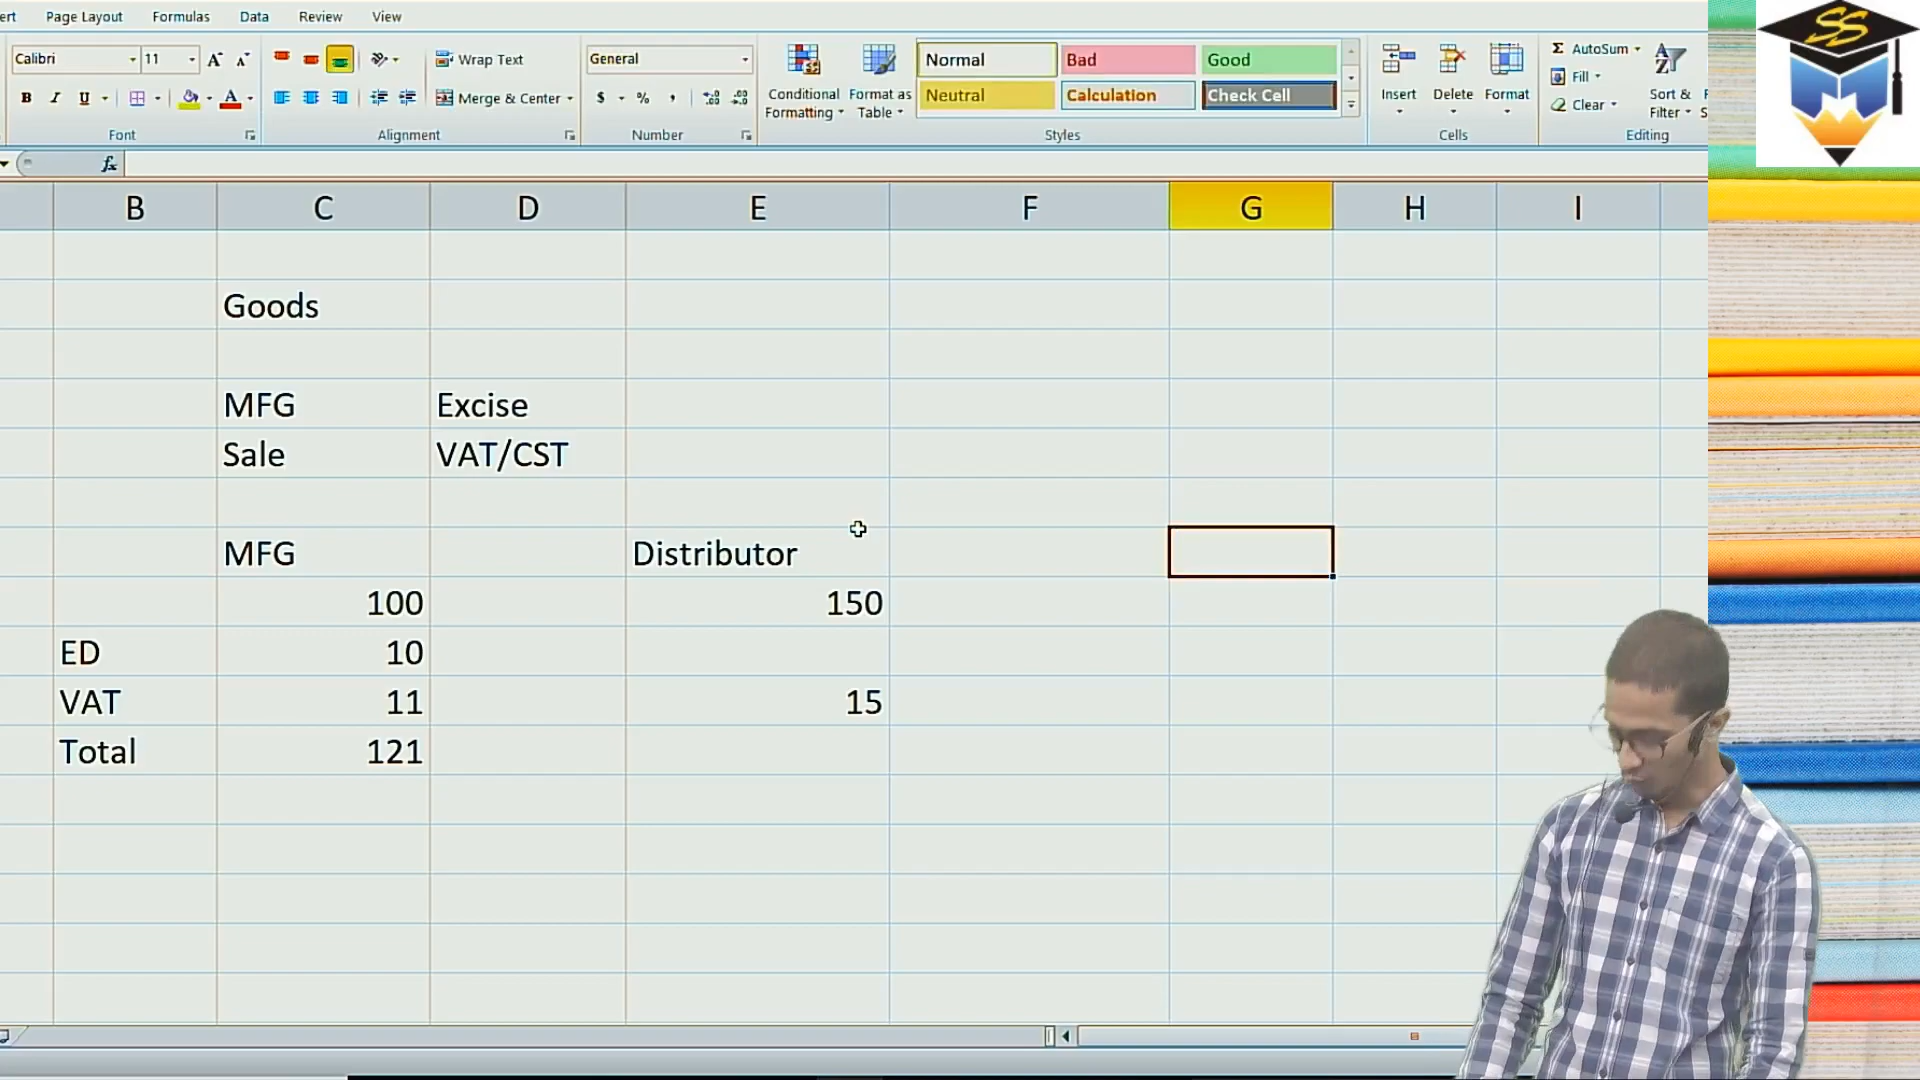 ert Page Layout Formulas Data Review View
Calibri 11 A A Wrap Text General Normal Bad Good Σ AutoSum
B I U A Merge & Center $ % , Neutral Calculation Check Cell Fill
Conditional Formatting Format as Table Insert Delete Format Clear Sort & Filter
Font Alignment Number Styles Cells Editing
fx
B C D E F G H I
Goods
MFG Excise
Sale VAT/CST
MFG Distributor
100 150
ED 10
VAT 11 15
Total 121
SS